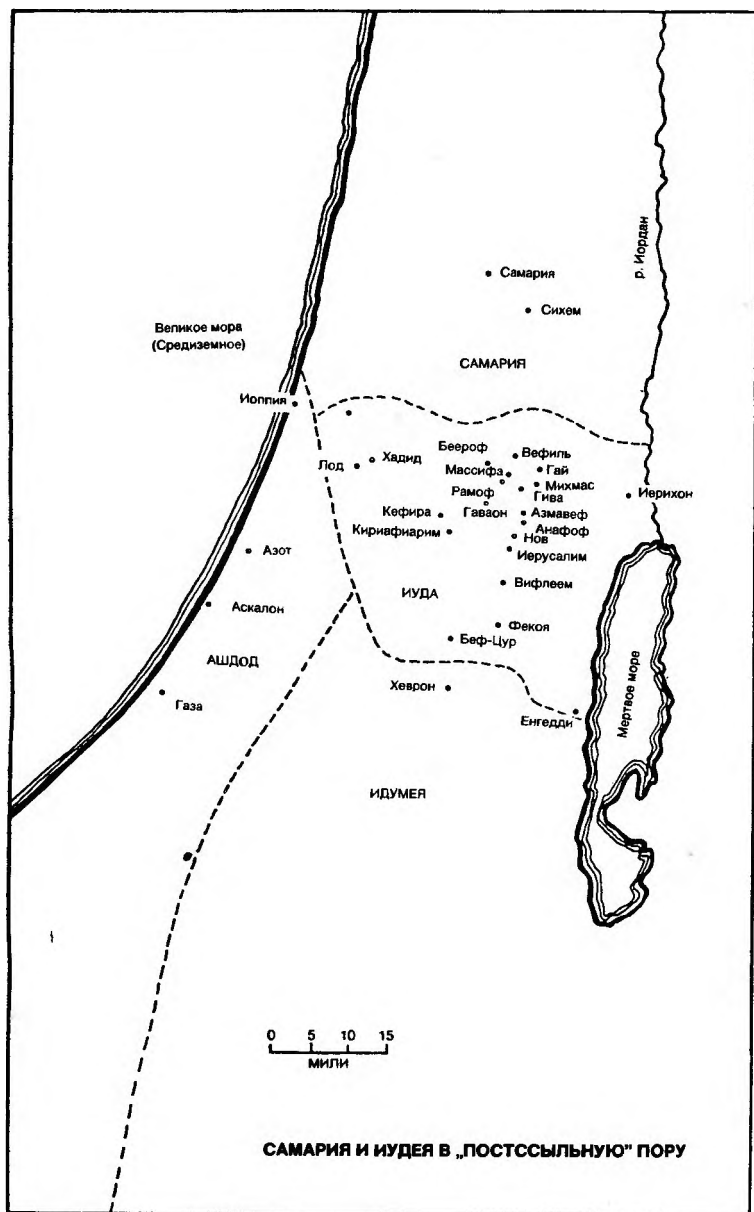 р. Иордан
Самария
Сихем
Великое мора
(Средиземное)
САМАРИЯ
Иоппия
Беероф
Вефиль
Хадид
Массифа
Гай
Лод
Михмас
Рамоф
Гива
Иерихон
Кефира
Гаваон
Азмавеф
Кириафиарим
Анафоф
Нов
Азот
Иерусалим
Вифлеем
ИУДА
Аскалон
Фекоя
Беф-Цур
АШДОД
Хеврон
Газа
Енгедди
Мертвое море
ИДУМЕЯ
0 5 10 15
МИЛИ
САМАРИЯ И ИУДЕЯ В „ПОСТССЫЛЬНУЮ” ПОРУ